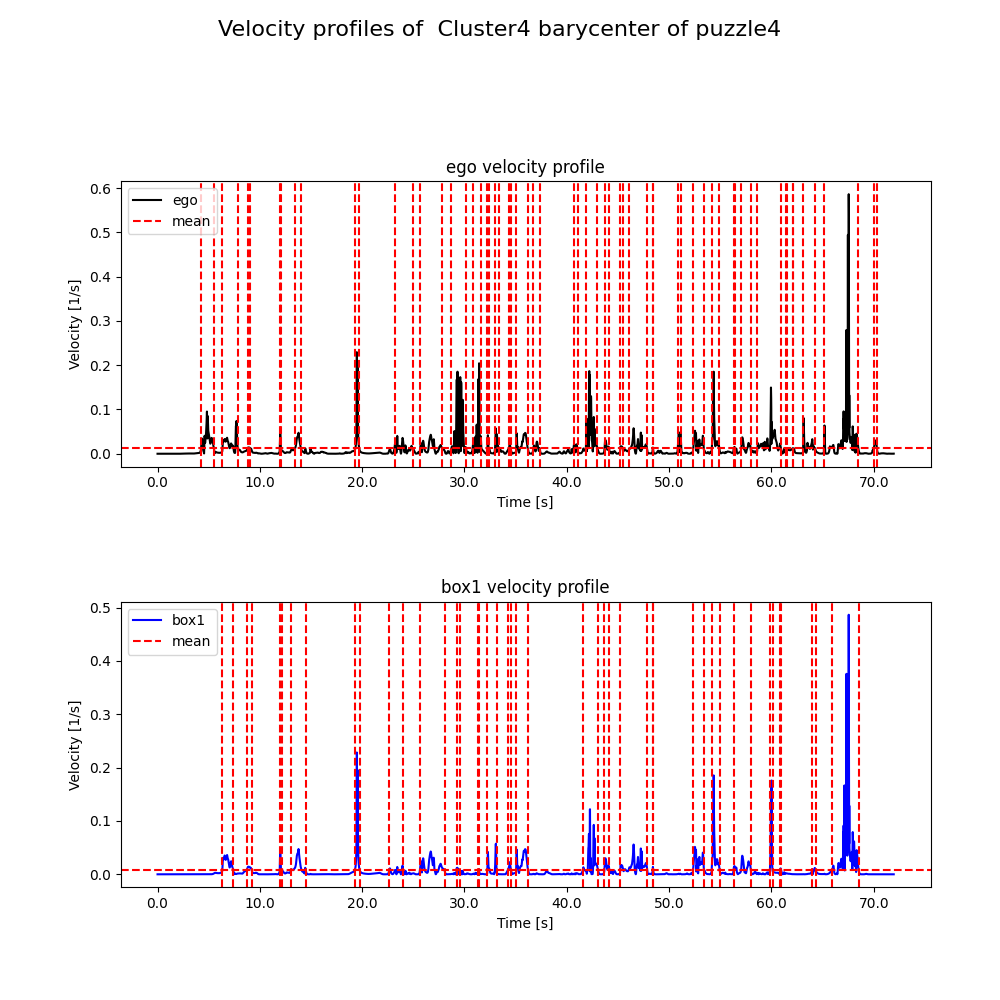 Velocity profiles of  Cluster4 barycenter of puzzle4
ego velocity profile
0.6
0.5
0.4
0.3
0.2
0.1
0.0
Velocity [1/s]
ego
mean
0.0 10.0 20.0 30.0 40.0 50.0 60.0 70.0
Time [s]
box1 velocity profile
0.5
0.4
0.3
0.2
0.1
0.0
Velocity [1/s]
box1
mean
0.0 10.0 20.0 30.0 40.0 50.0 60.0 70.0
Time [s]